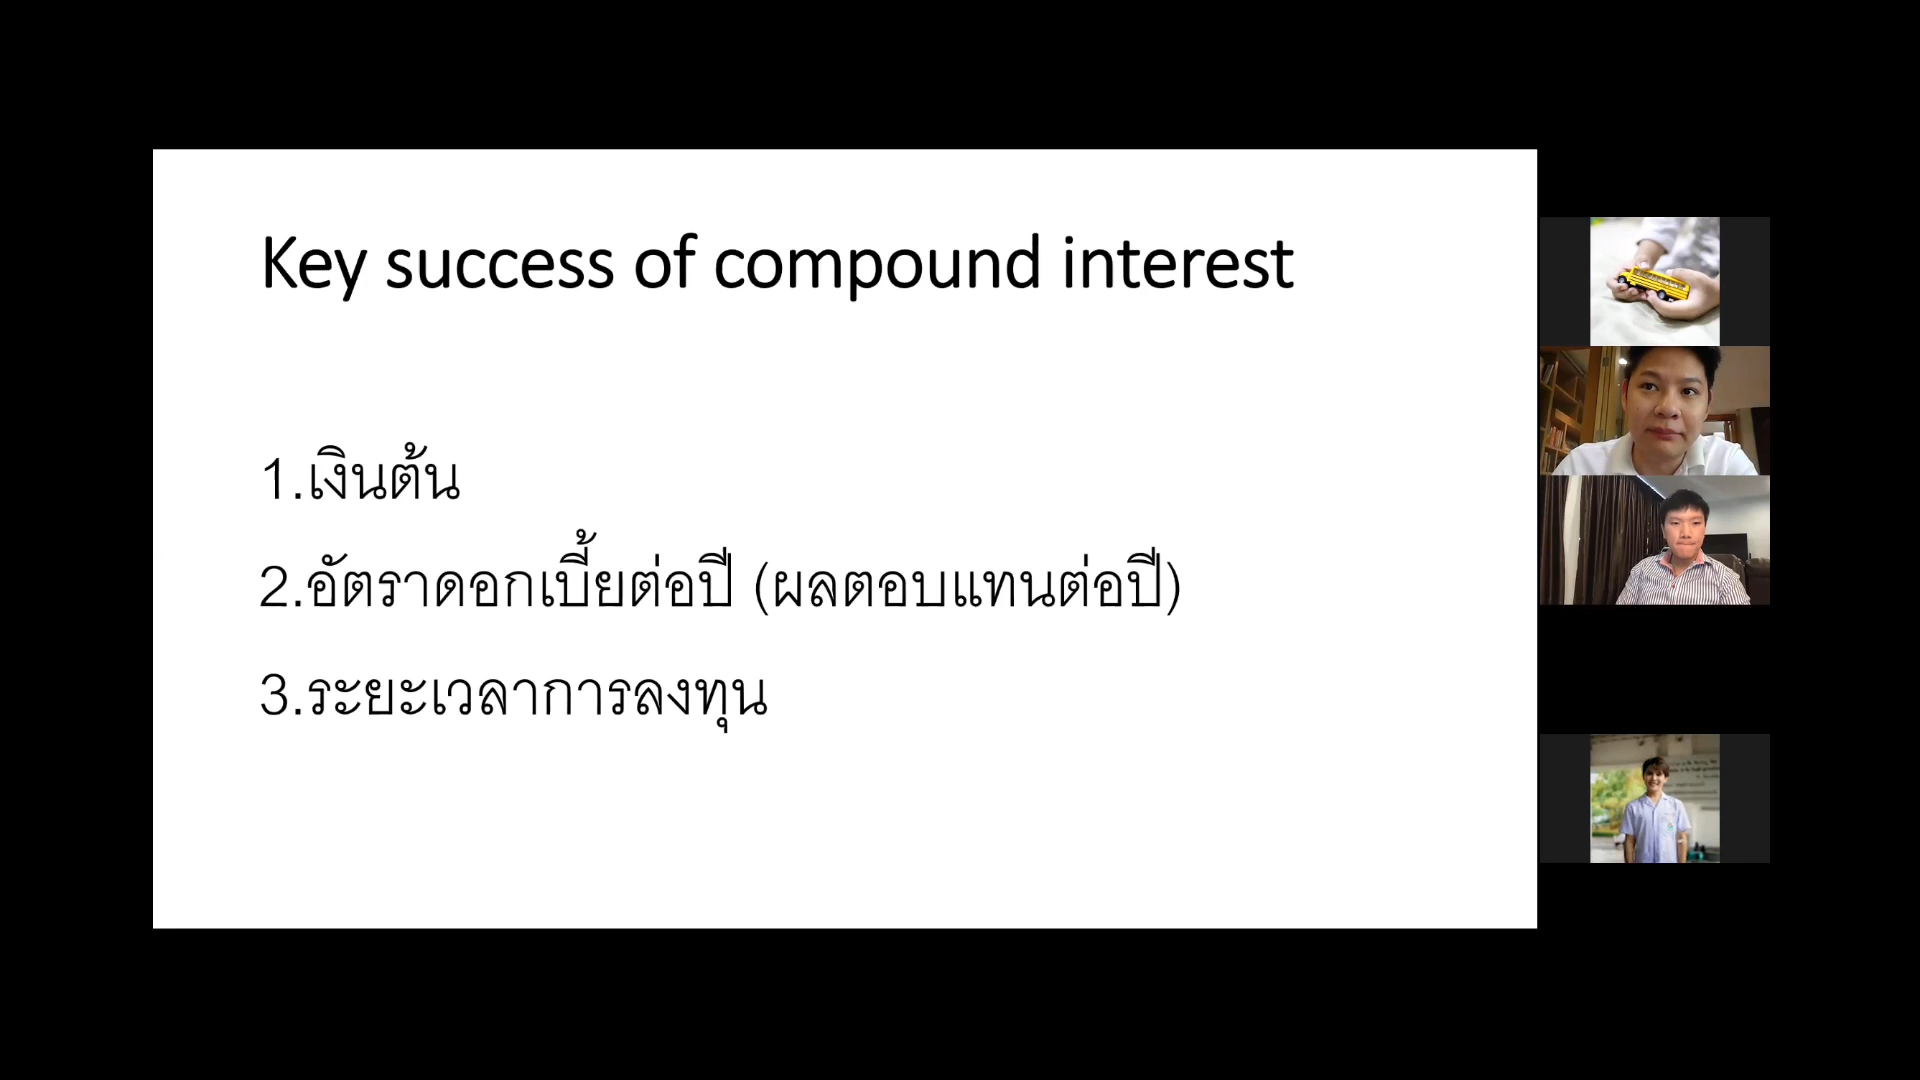 Key success of compound interest
1.เงินต้น
2.อัตราดอกเบี้ยต่อปี (ผลตอบแทนต่อปี)
3.ระยะเวลาการลงทุน